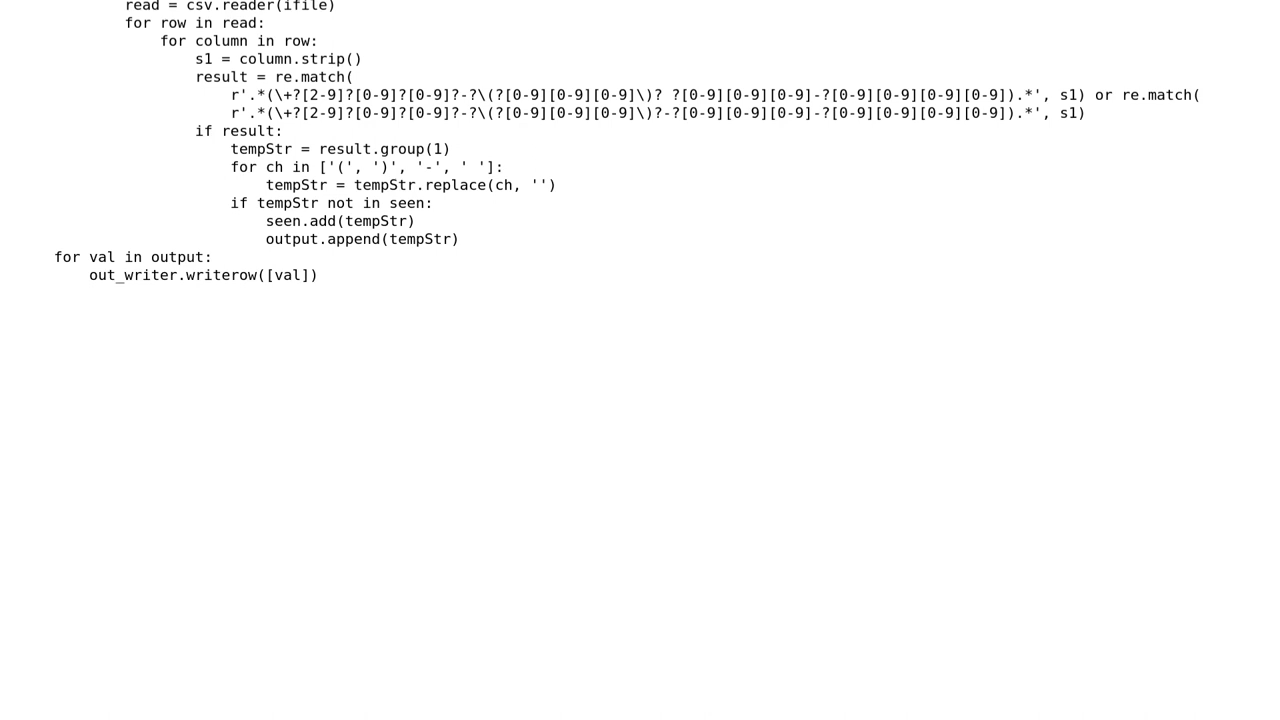 read = csv.reader(ifile)
for row in read:
for column in row:
s1 = column.strip()
result = re.match(
r'.*(\+?[2-9]?[0-9]?[0-9]?-?\(?[0-9][0-9][0-9]\)? ?[0-9][0-9][0-9]-?[0-9][0-9][0-9][0-9]).*', s1) or re.match(
r'.*(\+?[2-9]?[0-9]?[0-9]?-?\(?[0-9][0-9][0-9]\)?-?[0-9][0-9][0-9]-?[0-9][0-9][0-9][0-9]).*', s1)
if result:
tempStr = result.group(1)
for ch in ['(', ')', '-', ' ']:
tempStr = tempStr.replace(ch, '')
if tempStr not in seen:
seen.add(tempStr)
output.append(tempStr)
for val in output:
out_writer.writerow([val])